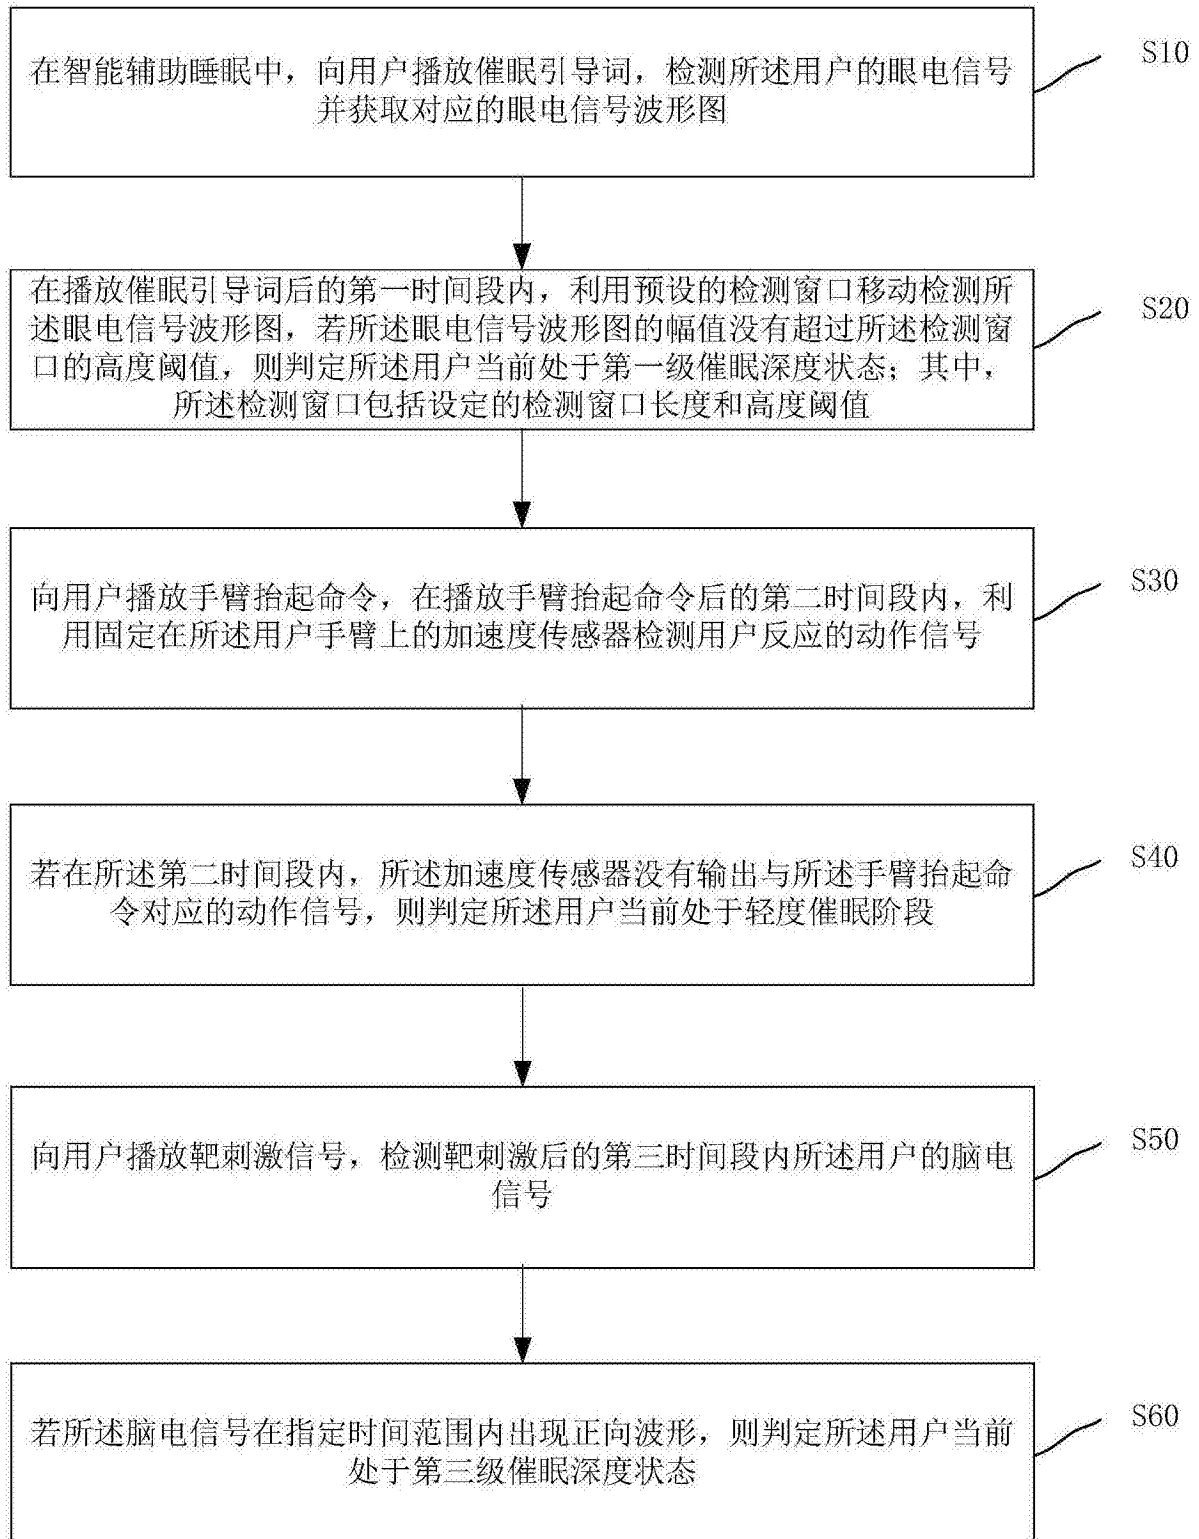 在智能辅助睡眠中，向用户播放催眠引导词，检测所述用户的眼电信号
并获取对应的眼电信号波形图
S10
在播放催眠引导词后的第一时间段内，利用预设的检测窗口移动检测所
述眼电信号波形图，若所述眼电信号波形图的幅值没有超过所述检测窗
口的高度阈值，则判定所述用户当前处于第一级催眠深度状态；其中，
所述检测窗口包括设定的检测窗口长度和高度阈值
S20
向用户播放手臂抬起命令，在播放手臂抬起命令后的第二时间段内，利
用固定在所述用户手臂上的加速度传感器检测用户反应的动作信号
S30
若在所述第二时间段内，所述加速度传感器没有输出与所述手臂抬起命
令对应的动作信号，则判定所述用户当前处于轻度催眠阶段
S40
向用户播放靶刺激信号，检测靶刺激后的第三时间段内所述用户的脑电
信号
S50
若所述脑电信号在指定时间范围内出现正向波形，则判定所述用户当前
处于第三级催眠深度状态
S60